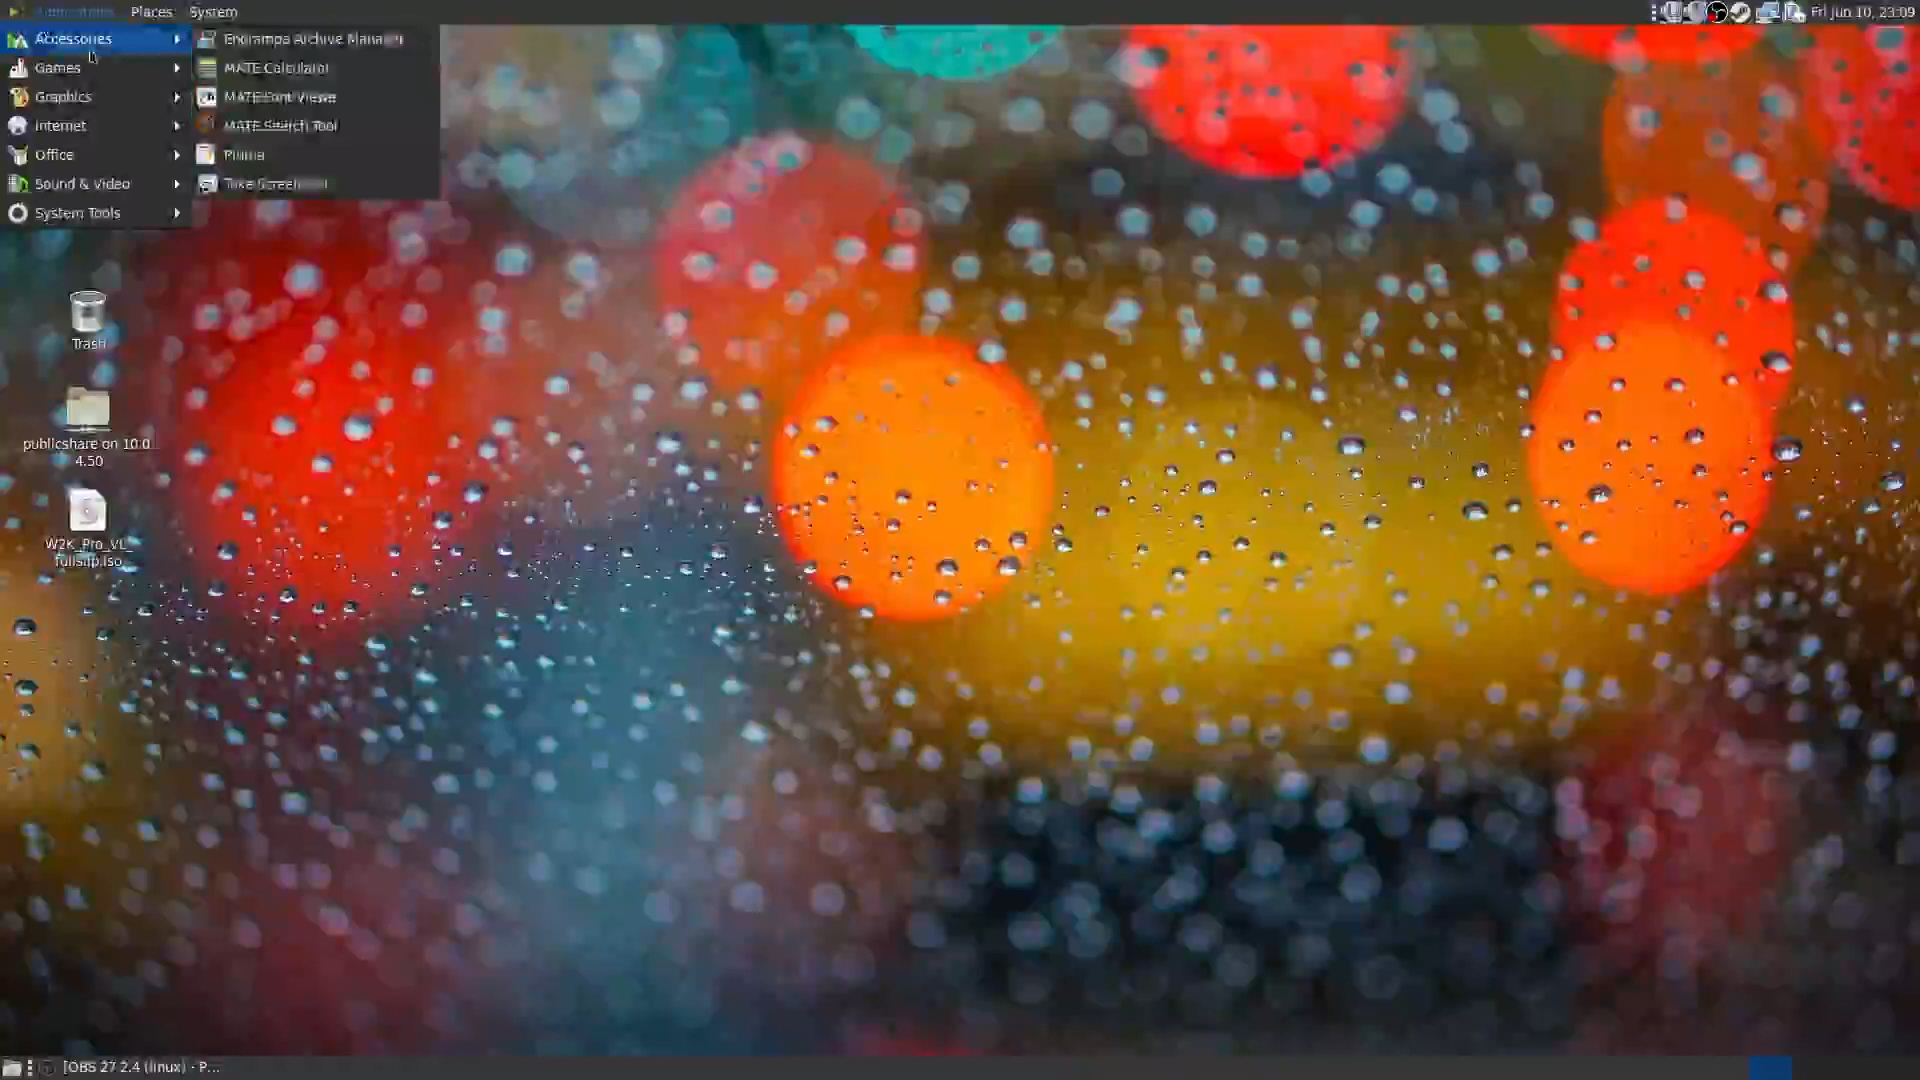 Applications Places System Fri Jun 10, 23:09
Accessories
Games
Graphics
Internet
Office
Sound & Video
System Tools
Engrampa Archive Manager
MATE Calculator
MATE Font Viewer
MATE Search Tool
Pluma
Take Screenshot
Trash
publicshare on 10.0....
4.50
W2K_Pro_VL_
fullslip.iso
[OBS 27.2.4 (linux) - P...